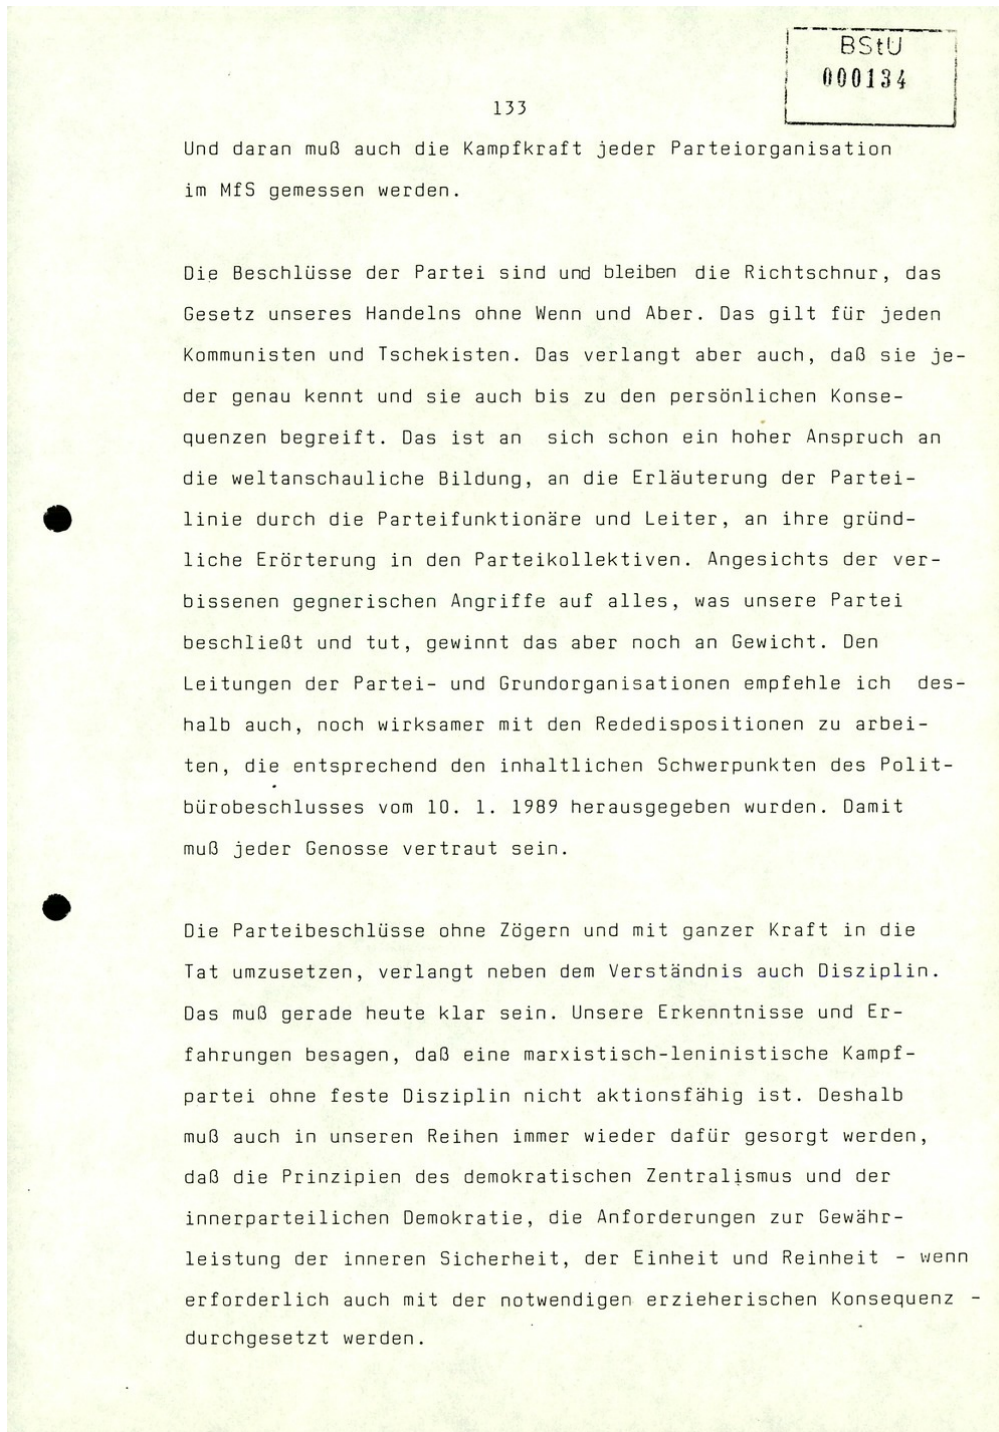 BStU
000134
133
Und daran muß auch die Kampfkraft jeder Parteiorganisation
im MfS gemessen werden.
Die Beschlüsse der Partei sind und bleiben die Richtschnur, das
Gesetz unseres Handelns ohne Wenn und Aber. Das gilt für jeden
Kommunisten und Tschekisten. Das verlangt aber auch, daß sie je-
der genau kennt und sie auch bis zu den persönlichen Konse-
quenzen begreift. Das ist an sich schon ein hoher Anspruch an
die weltanschauliche Bildung, an die Erläuterung der Partei-
linie durch die Parteifunktionäre und Leiter, an ihre gründ-
liche Erörterung in den Parteikollektiven. Angesichts der ver-
bissenen gegnerischen Angriffe auf alles, was unsere Partei
beschließt und tut, gewinnt das aber noch an Gewicht. Den
Leitungen der Partei- und Grundorganisationen empfehle ich des-
halb auch, noch wirksamer mit den Rededispositionen zu arbei-
ten, die entsprechend den inhaltlichen Schwerpunkten des Polit-
bürobeschlusses vom 10. 1. 1989 herausgegeben wurden. Damit
muß jeder Genosse vertraut sein.
Die Parteibeschlüsse ohne Zögern und mit ganzer Kraft in die
Tat umzusetzen, verlangt neben dem Verständnis auch Disziplin.
Das muß gerade heute klar sein. Unsere Erkenntnisse und Er-
fahrungen besagen, daß eine marxistisch-leninistische Kampf-
partei ohne feste Disziplin nicht aktionsfähig ist. Deshalb
muß auch in unseren Reihen immer wieder dafür gesorgt werden,
daß die Prinzipien des demokratischen Zentralismus und der
innerparteilichen Demokratie, die Anforderungen zur Gewähr-
leistung der inneren Sicherheit, der Einheit und Reinheit - wenn
erforderlich auch mit der notwendigen erzieherischen Konsequenz -
durchgesetzt werden.